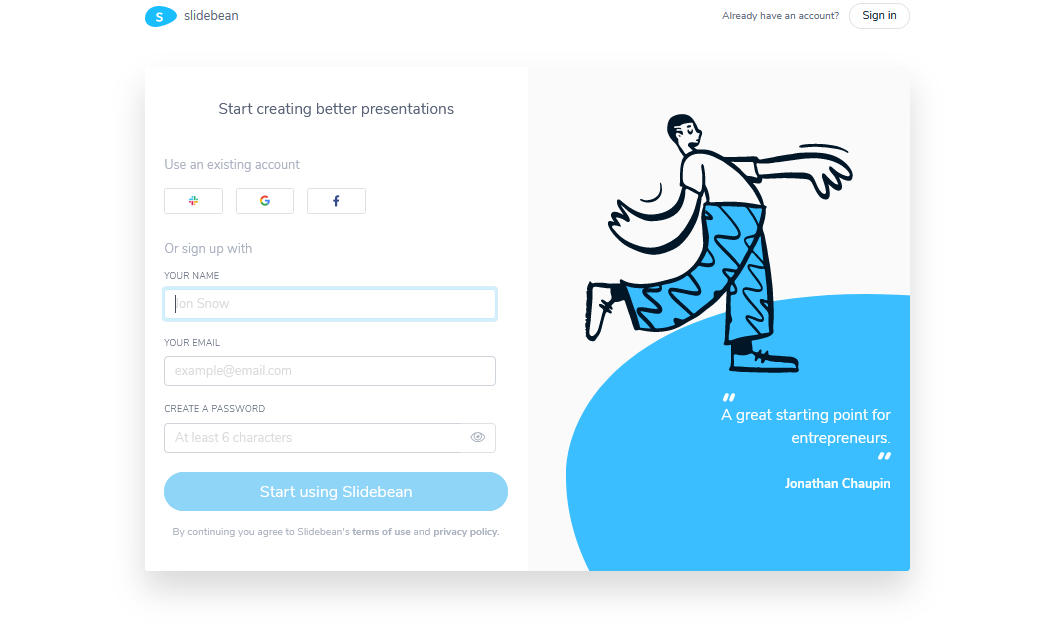 S slidebean
Already have an account? Sign in
Start creating better presentations
Use an existing account
G f
Or sign up with
YOUR NAME
Jon Snow
YOUR EMAIL
example@email.com
CREATE A PASSWORD
At least 6 characters
Start using Slidebean
By continuing you agree to Slidebean's terms of use and privacy policy.
"
A great starting point for
entrepreneurs.
"
Jonathan Chaupin